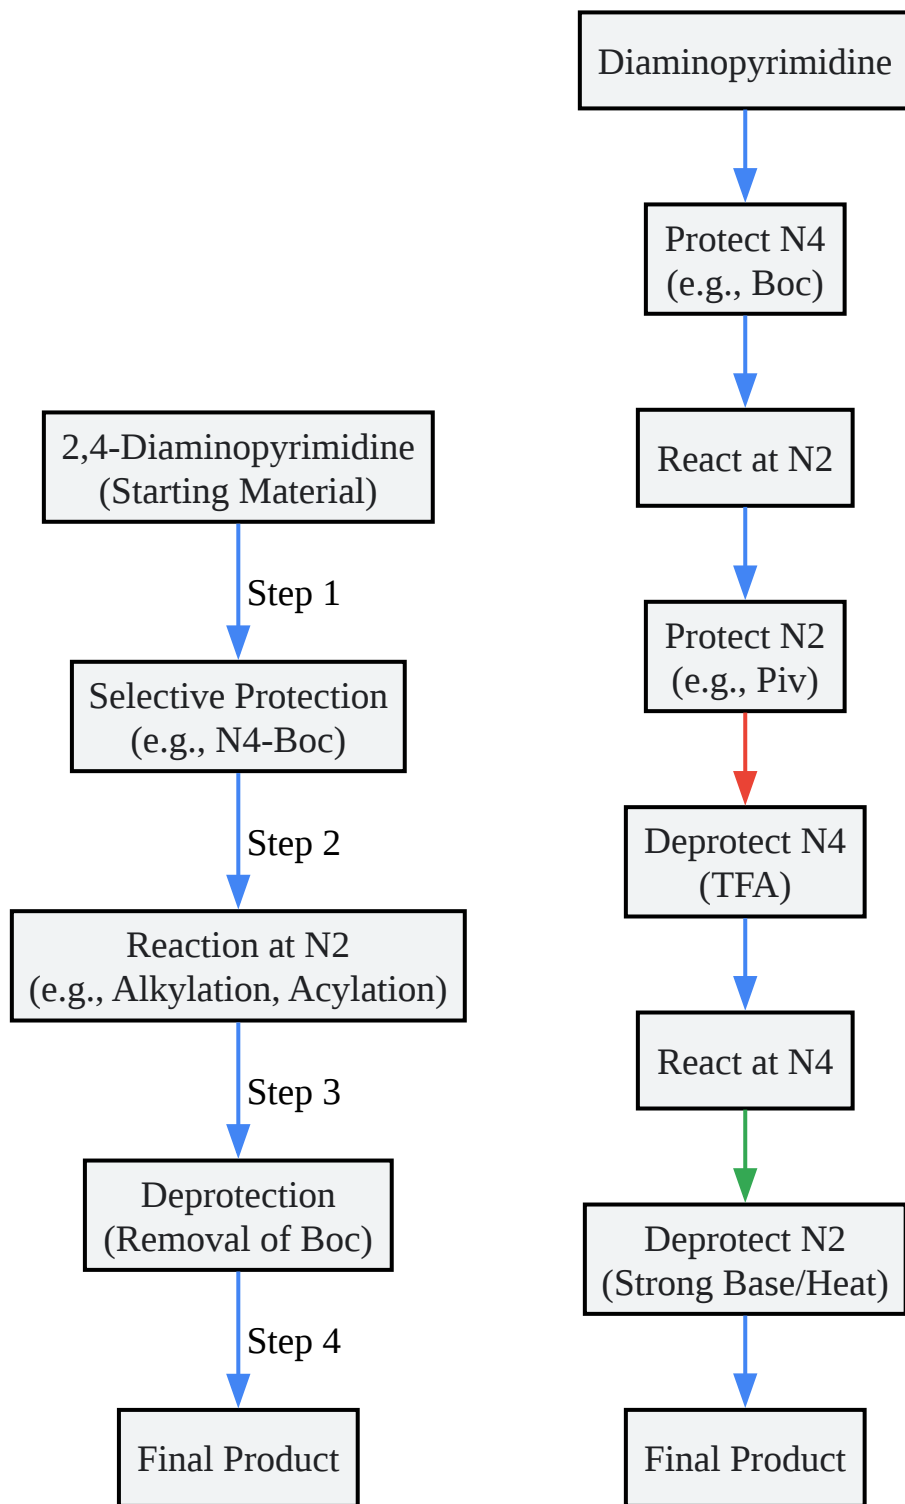 2,4-Diaminopyrimidine
(Starting Material)
Step 1
Selective Protection
(e.g., N4-Boc)
Step 2
Reaction at N2
(e.g., Alkylation, Acylation)
Step 3
Deprotection
(Removal of Boc)
Step 4
Final Product
Diaminopyrimidine
Protect N4
(e.g., Boc)
React at N2
Protect N2
(e.g., Piv)
Deprotect N4
(TFA)
React at N4
Deprotect N2
(Strong Base/Heat)
Final Product